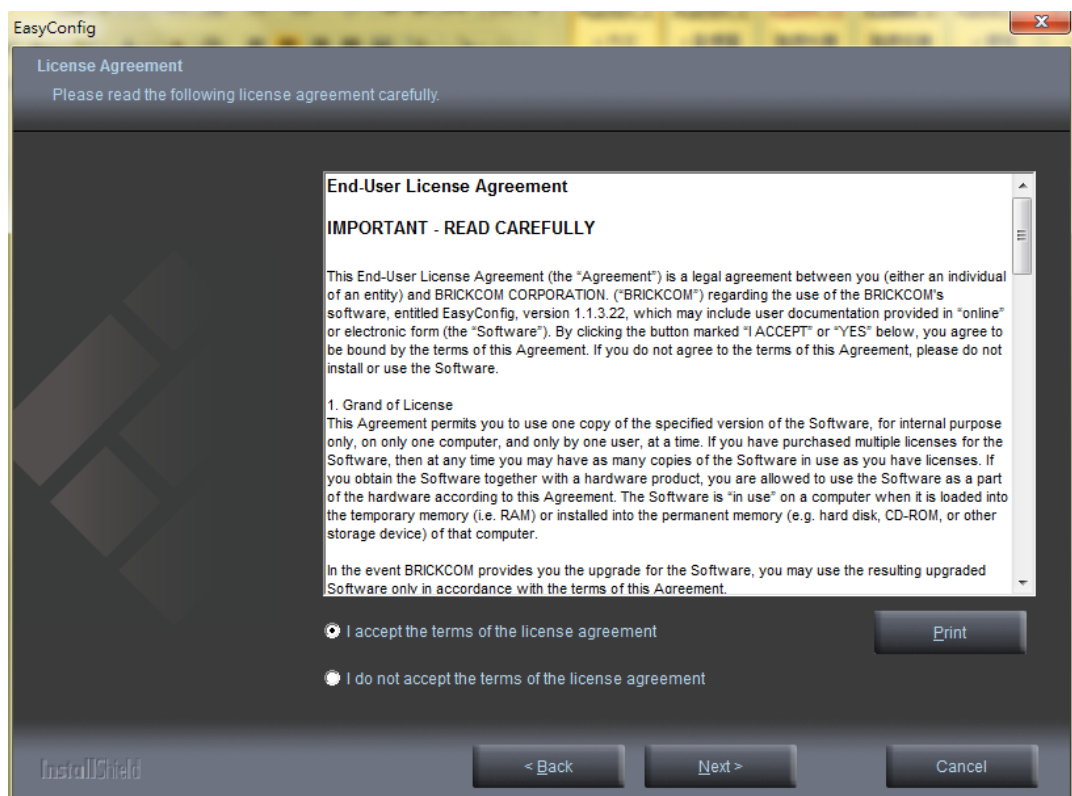 EasyConfig
License Agreement
Please read the following license agreement carefully.
End-User License Agreement
IMPORTANT - READ CAREFULLY
This End-User License Agreement (the “Agreement”) is a legal agreement between you (either an individual
of an entity) and BRICKCOM CORPORATION. (“BRICKCOM”) regarding the use of the BRICKCOM's
software, entitled EasyConfig, version 1.1.3.22, which may include user documentation provided in “online”
or electronic form (the “Software”). By clicking the button marked “I ACCEPT” or “YES” below, you agree to
be bound by the terms of this Agreement. If you do not agree to the terms of this Agreement, please do not
install or use the Software.
1. Grand of License
This Agreement permits you to use one copy of the specified version of the Software, for internal purpose
only, on only one computer, and only by one user, at a time. If you have purchased multiple licenses for the
Software, then at any time you may have as many copies of the Software in use as you have licenses. If
you obtain the Software together with a hardware product, you are allowed to use the Software as a part
of the hardware according to this Agreement. The Software is “in use” on a computer when it is loaded into
the temporary memory (i.e. RAM) or installed into the permanent memory (e.g. hard disk, CD-ROM, or other
storage device) of that computer.
In the event BRICKCOM provides you the upgrade for the Software, you may use the resulting upgraded
Software only in accordance with the terms of this Agreement.
I accept the terms of the license agreement
Print
I do not accept the terms of the license agreement
InstallShield
< Back
Next >
Cancel